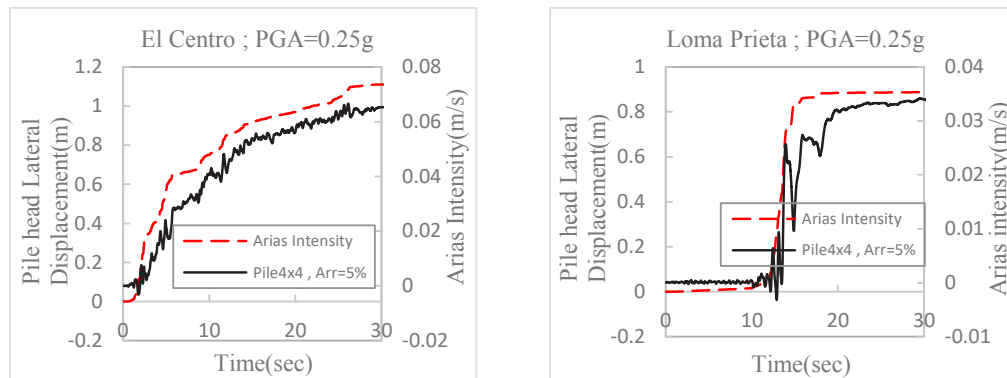 El Centro ; PGA=0.25g
1.2
1
0.8
0.6
0.4
0.2
0
-0.2
0.08
0.06
0.04
0.02
0
-0.02
0
10
20
30
Pile head Lateral
Displacement(m)
Arias Intensity(m/s)
Arias Intensity
Pile4x4 , Arr=5%
Time(sec)
Loma Prieta ; PGA=0.25g
1
0.8
0.6
0.4
0.2
0
-0.2
0.04
0.03
0.02
0.01
0
-0.01
0
10
20
30
Pile head Lateral
Displacement(m)
Arias intensity(m/s)
Arias Intensity
Pile4x4 , Arr=5%
Time(sec)